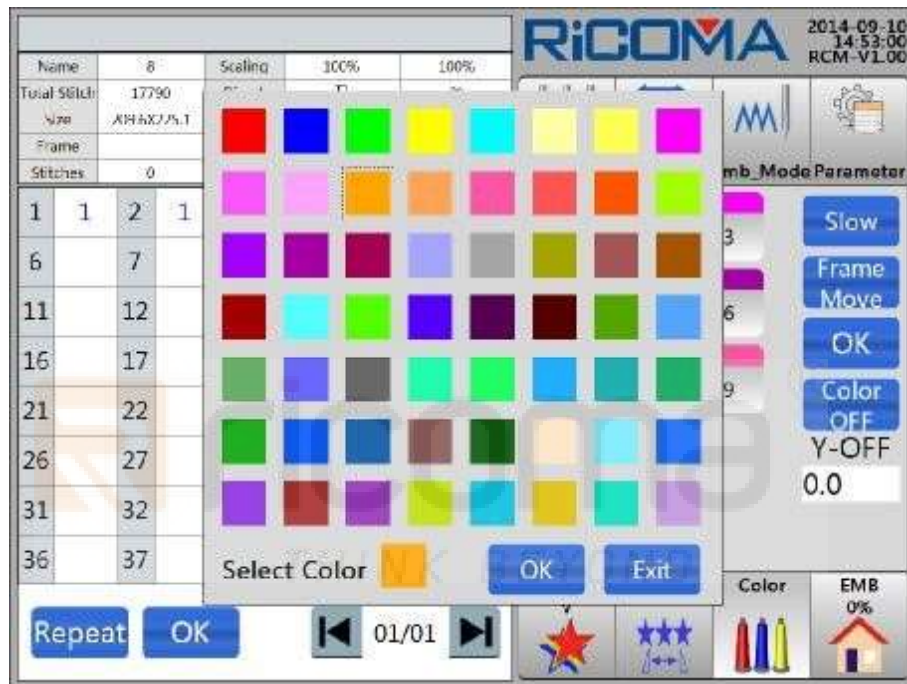 RiCOMA
2014-09-10
14:53:00
RCM-V1.00
Name 8 Scaling 100% 100%
Total Stitch 17790
Size
Frame
Stitches 0
mb_Mode Parameter
1 1 2 1
6 7
11 12
16 17
21 22
26 27
31 32
36 37
3
6
9
Slow
Frame
Move
OK
Color
OFF
Y-OFF
0.0
ricoma
Select Color OK Exit
Repeat OK 01/01
Color EMB
0%